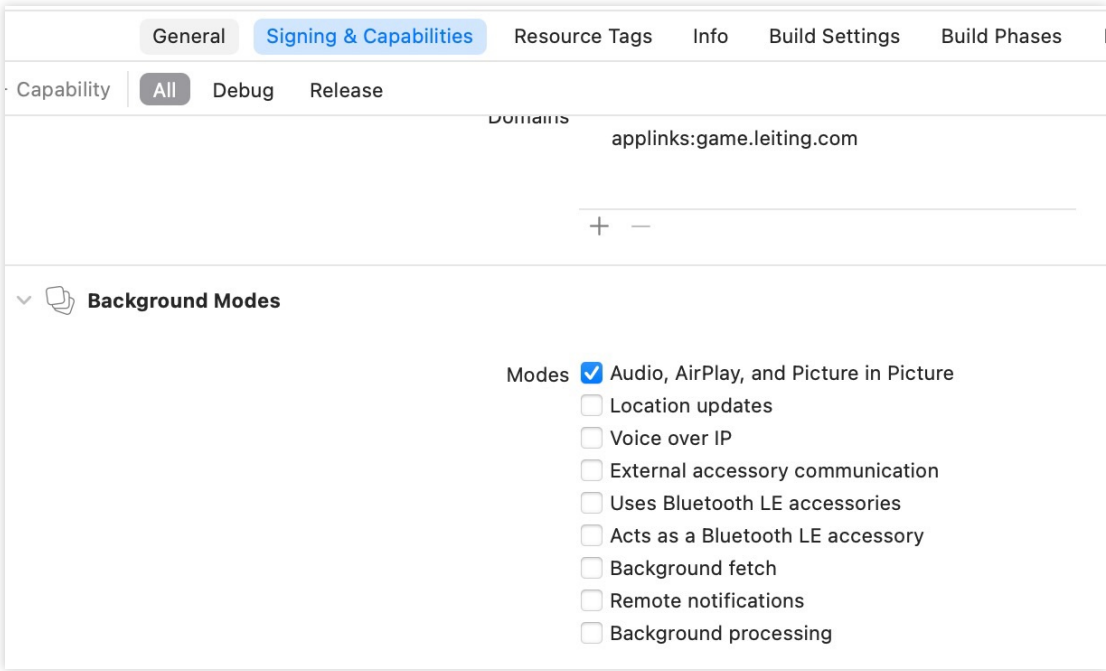 General Signing & Capabilities Resource Tags Info Build Settings Build Phases
Capability All Debug Release
Domains
applinks:game.leiting.com
Background Modes
Modes Audio, AirPlay, and Picture in Picture
Location updates
Voice over IP
External accessory communication
Uses Bluetooth LE accessories
Acts as a Bluetooth LE accessory
Background fetch
Remote notifications
Background processing